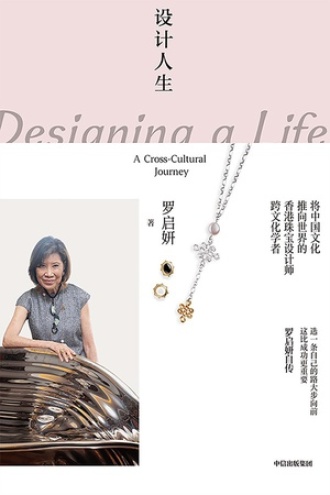 设计人生
Designing a Life
A Cross-Cultural
Journey
罗启妍
著
将中国文化
推向世界的
香港珠宝设计师
跨文化学者
选一条自己的路大步向前
这比成功更重要
罗启妍自传
中信出版集团